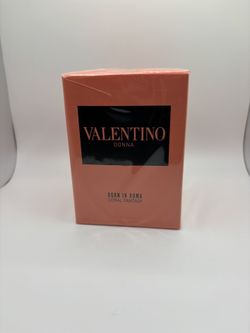 VALENTINO
DONNA
BORN IN ROMA
CORAL FANTASY